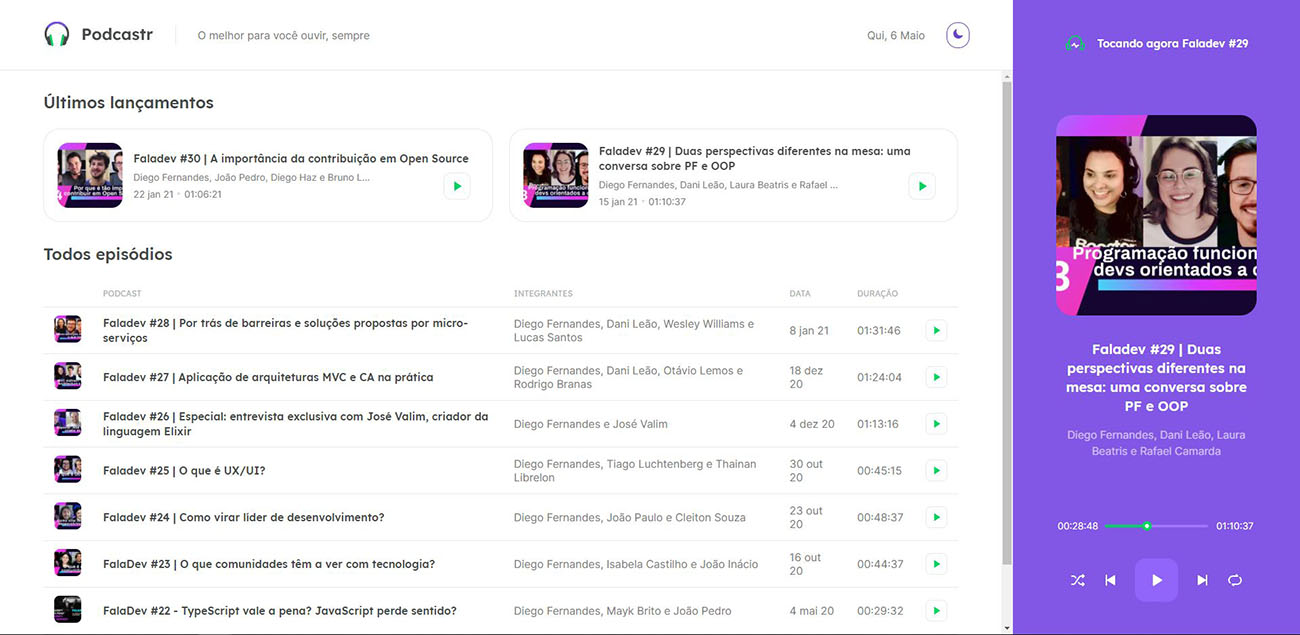 Podcastr
O melhor para você ouvir, sempre
Qui, 6 Maio
Últimos lançamentos
Faladev #30 | A importância da contribuição em Open Source
Diego Fernandes, João Pedro, Diego Haz e Bruno L...
22 jan 21 · 01:06:21
Faladev #29 | Duas perspectivas diferentes na mesa: uma
conversa sobre PF e OOP
Diego Fernandes, Dani Leão, Laura Beatris e Rafael ...
15 jan 21 · 01:10:37
Todos episódios
PODCAST INTEGRANTES DATA DURAÇÃO
Faladev #28 | Por trás de barreiras e soluções propostas por micro-
serviços
Diego Fernandes, Dani Leão, Wesley Williams e
Lucas Santos
8 jan 21
01:31:46
Faladev #27 | Aplicação de arquiteturas MVC e CA na prática
Diego Fernandes, Dani Leão, Otávio Lemos e
Rodrigo Branas
18 dez
20
01:24:04
Faladev #26 | Especial: entrevista exclusiva com José Valim, criador da
linguagem Elixir
Diego Fernandes e José Valim
4 dez 20
01:13:16
Faladev #25 | O que é UX/UI?
Diego Fernandes, Tiago Luchtenberg e Thainan
Librelon
30 out
20
00:45:15
Faladev #24 | Como virar líder de desenvolvimento?
Diego Fernandes, João Paulo e Cleiton Souza
23 out
20
00:48:37
FalaDev #23 | O que comunidades têm a ver com tecnologia?
Diego Fernandes, Isabela Castilho e João Inácio
16 out
20
00:44:37
FalaDev #22 - TypeScript vale a pena? JavaScript perde sentido?
Diego Fernandes, Mayk Brito e João Pedro
4 mai 20
00:29:32
Tocando agora Faladev #29
Programação funcion
devs orientados a
3
Faladev #29 | Duas
perspectivas diferentes na
mesa: uma conversa sobre
PF e OOP
Diego Fernandes, Dani Leão, Laura
Beatris e Rafael Camarda
00:28:48 01:10:37